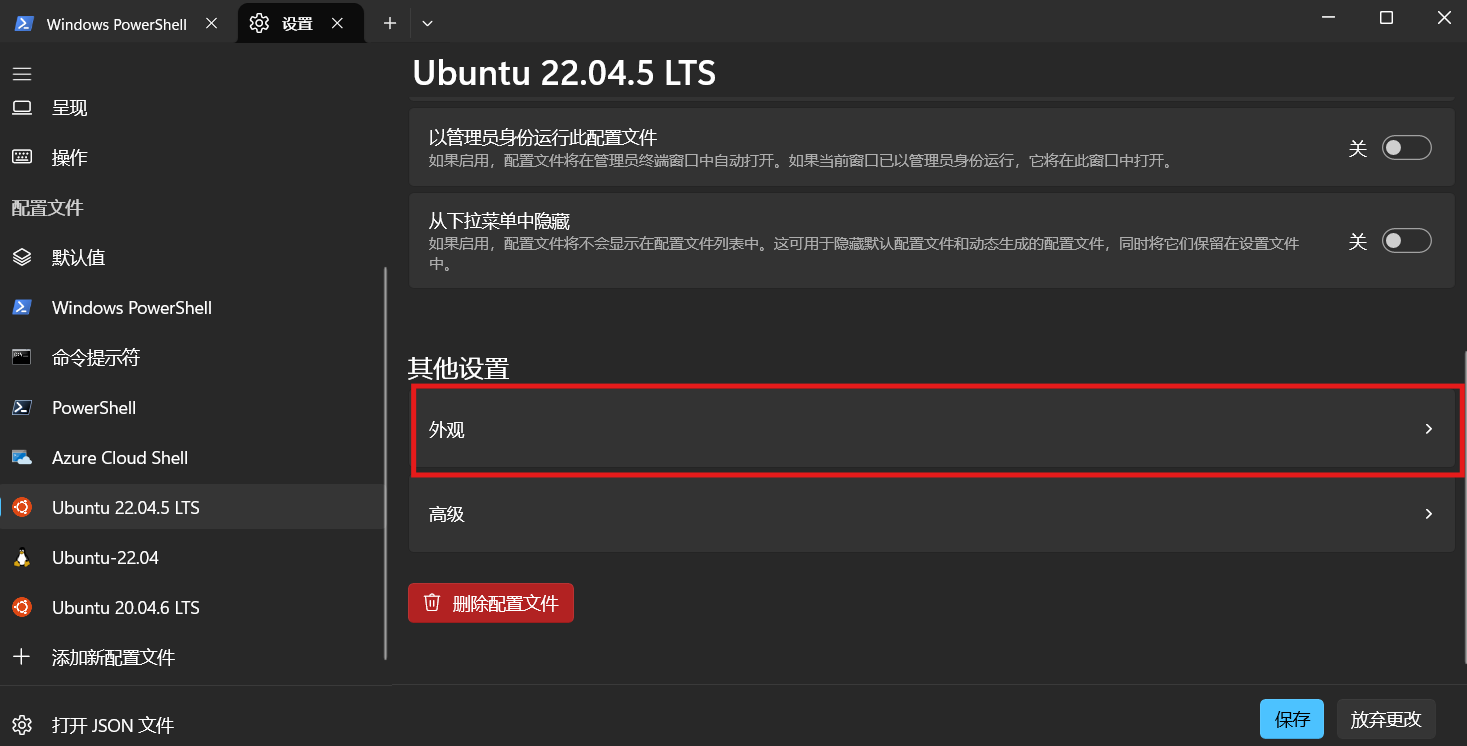 Windows PowerShell
设置
呈现
操作
配置文件
默认值
Windows PowerShell
命令提示符
PowerShell
Azure Cloud Shell
Ubuntu 22.04.5 LTS
Ubuntu-22.04
Ubuntu 20.04.6 LTS
添加新配置文件
打开 JSON 文件
Ubuntu 22.04.5 LTS
以管理员身份运行此配置文件
如果启用，配置文件将在管理员终端窗口中自动打开。如果当前窗口已以管理员身份运行，它将在此窗口中打开。
关
从下拉菜单中隐藏
如果启用，配置文件将不会显示在配置文件列表中。这可用于隐藏默认配置文件和动态生成的配置文件，同时将它们保留在设置文件
中。
关
其他设置
外观
高级
删除配置文件
保存
放弃更改